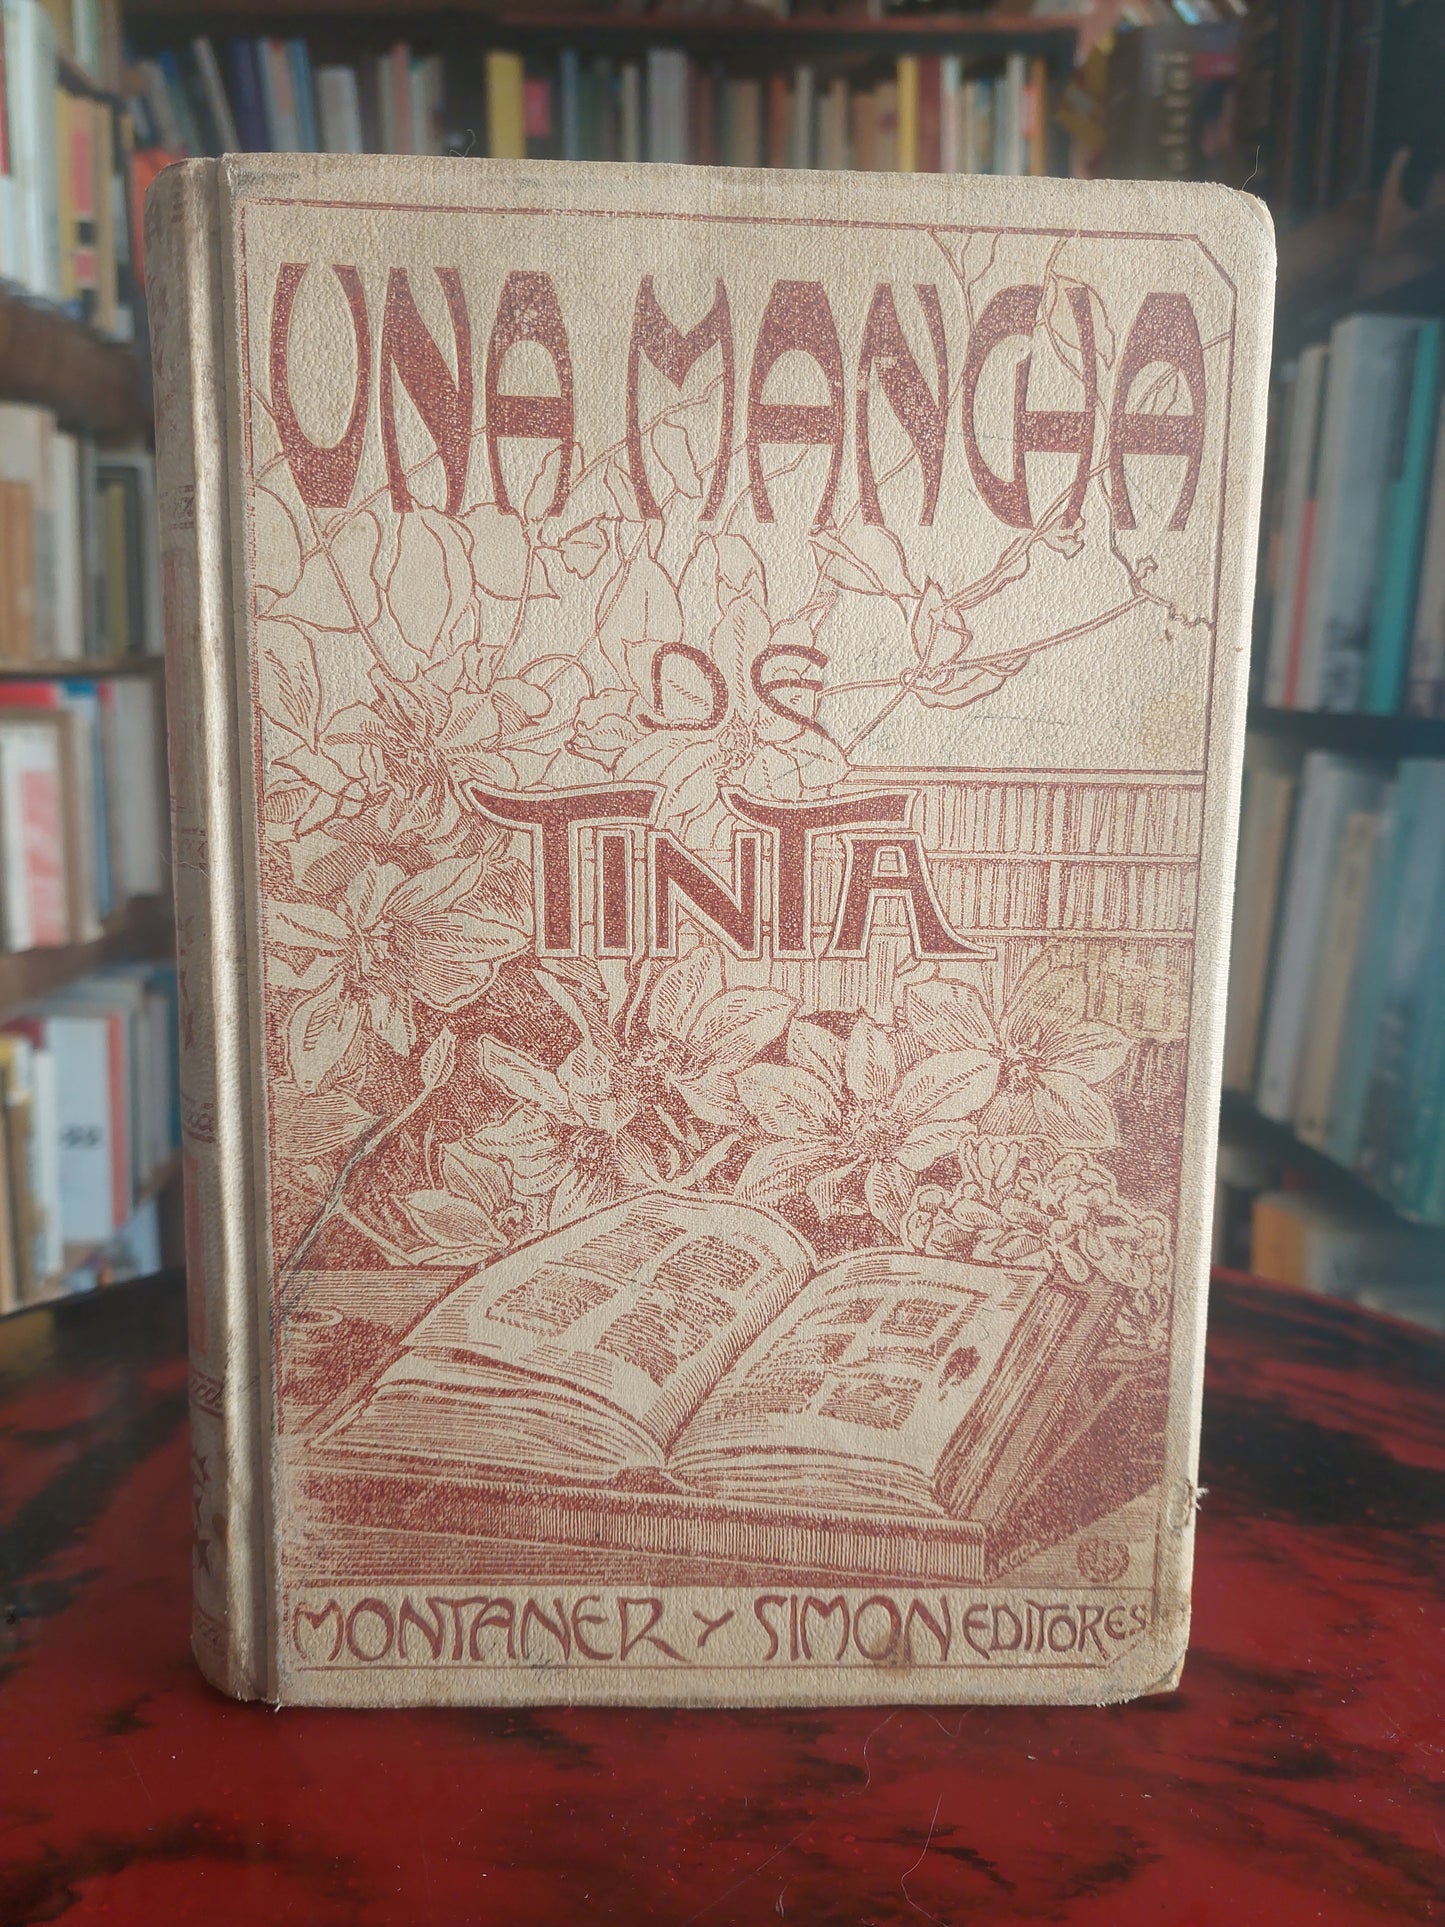 UNA MANCHA
DE
TINTA
MONTANER Y SIMON EDITORES